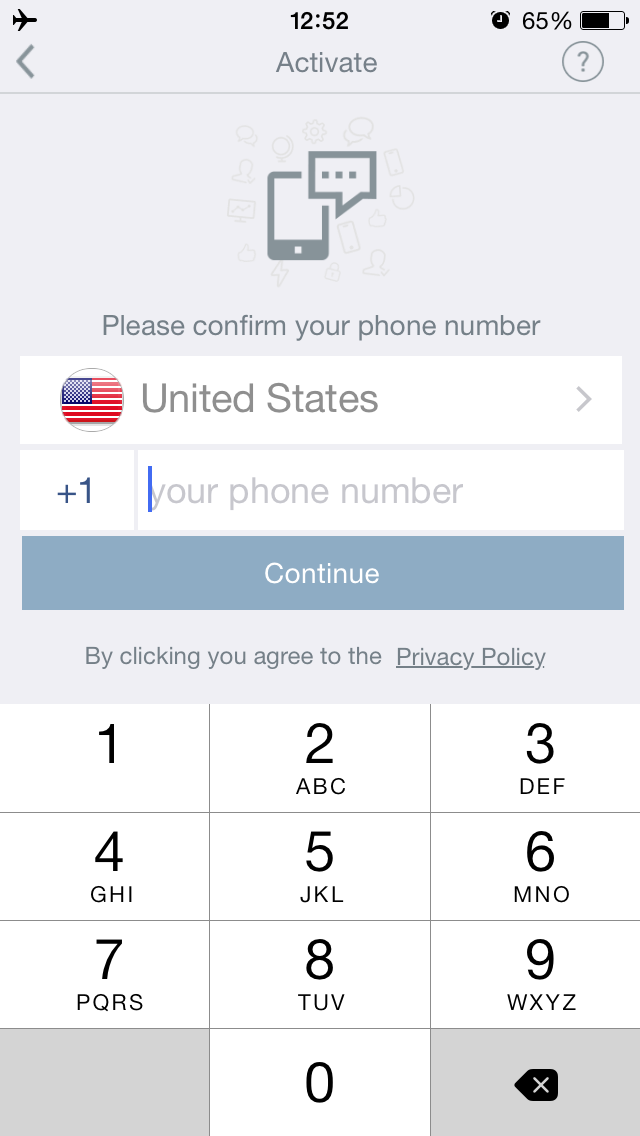 12:52 65%
Activate ?
Please confirm your phone number
United States
+1 your phone number
Continue
By clicking you agree to the Privacy Policy
1 2 3
ABC DEF
4 5 6
GHI JKL MNO
7 8 9
PQRS TUV WXYZ
0